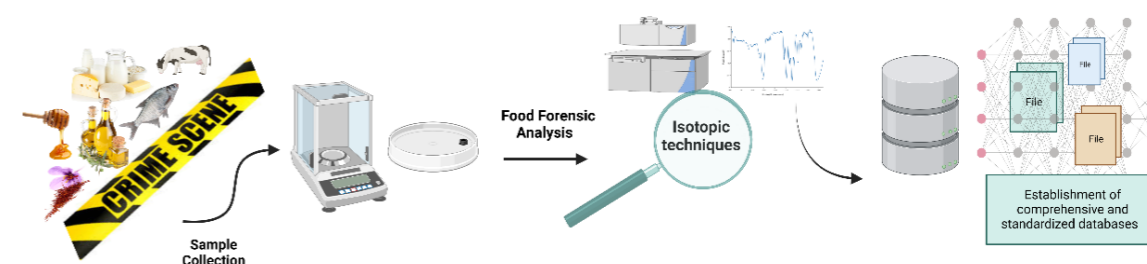 CRIME SCENE
Sample
Collection
Food Forensic
Analysis
Isotopic
techniques
File
File
File
Establishment of
comprehensive and
standardized databases